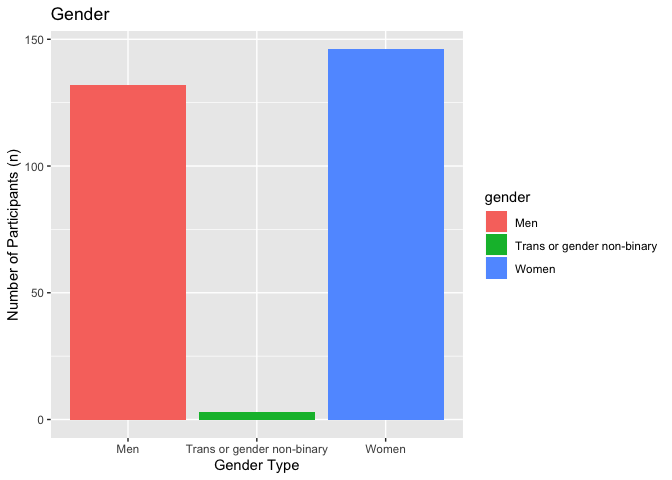 Gender
150
100
50
0
Number of Participants (n)
Men
Trans or gender non-binary
Women
Gender Type
gender
Men
Trans or gender non-binary
Women